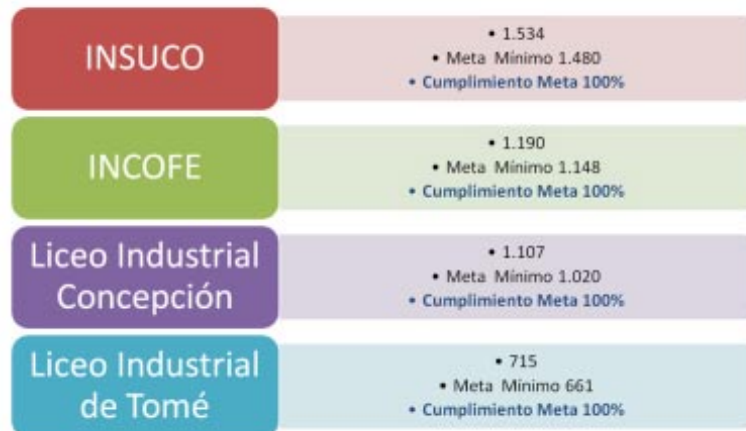 INSUCO
• 1.534
• Meta Mínimo 1.480
• Cumplimiento Meta 100%
INCOFE
• 1.190
• Meta Mínimo 1.148
• Cumplimiento Meta 100%
Liceo Industrial
Concepción
• 1.107
• Meta Mínimo 1.020
• Cumplimiento Meta 100%
Liceo Industrial
de Tomé
• 715
• Meta Mínimo 661
• Cumplimiento Meta 100%